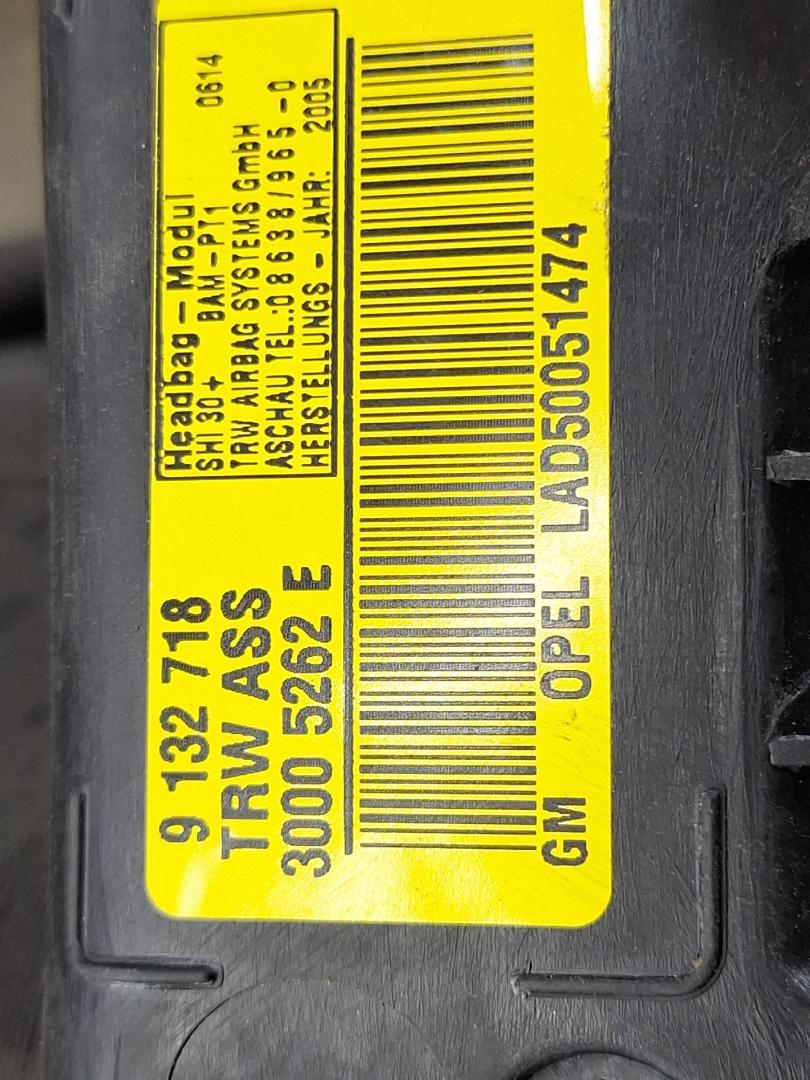 9 132 718
TRW ASS
3000 5262 E
Headbag - Modul
SHI 30+ BAM-PT1 0614
TRW AIRBAG SYSTEMS GmbH
ASCHAU TEL.:08638/965-0
HERSTELLUNGS - JAHR: 2005
GM OPEL LAD50051474